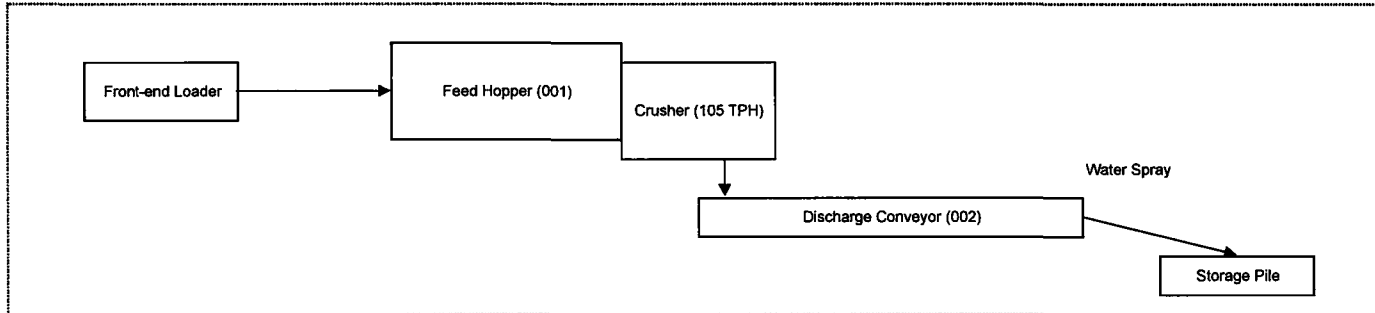 Front-end Loader
Feed Hopper (001)
Crusher (105 TPH)
Water Spray
Discharge Conveyor (002)
Storage Pile